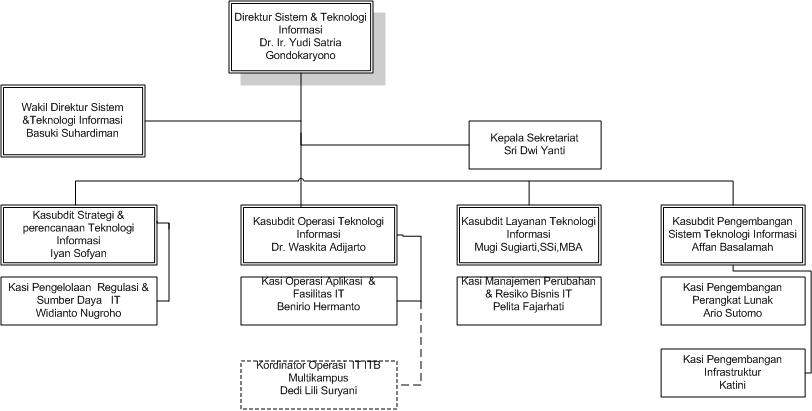 Direktur Sistem & Teknologi
Informasi
Dr. Ir. Yudi Satria
Gondokaryono
Wakil Direktur Sistem
&Teknologi Informasi
Basuki Suhardiman
Kepala Sekretariat
Sri Dwi Yanti
Kasubdit Strategi &
perencanaan Teknologi
Informasi
Iyan Sofyan
Kasubdit Operasi Teknologi
Informasi
Dr. Waskita Adijarto
Kasubdit Layanan Teknologi
Informasi
Mugi Sugiarti,SSi,MBA
Kasubdit Pengembangan
Sistem Teknologi Informasi
Affan Basalamah
Kasi Pengelolaan Regulasi &
Sumber Daya IT
Widianto Nugroho
Kasi Operasi Aplikasi &
Fasilitas IT
Benirio Hermanto
Kasi Manajemen Perubahan
& Resiko Bisnis IT
Pelita Fajarhati
Kasi Pengembangan
Perangkat Lunak
Ario Sutomo
Kordinator Operasi IT ITB
Multikampus
Dedi Lili Suryani
Kasi Pengembangan
Infrastruktur
Katini